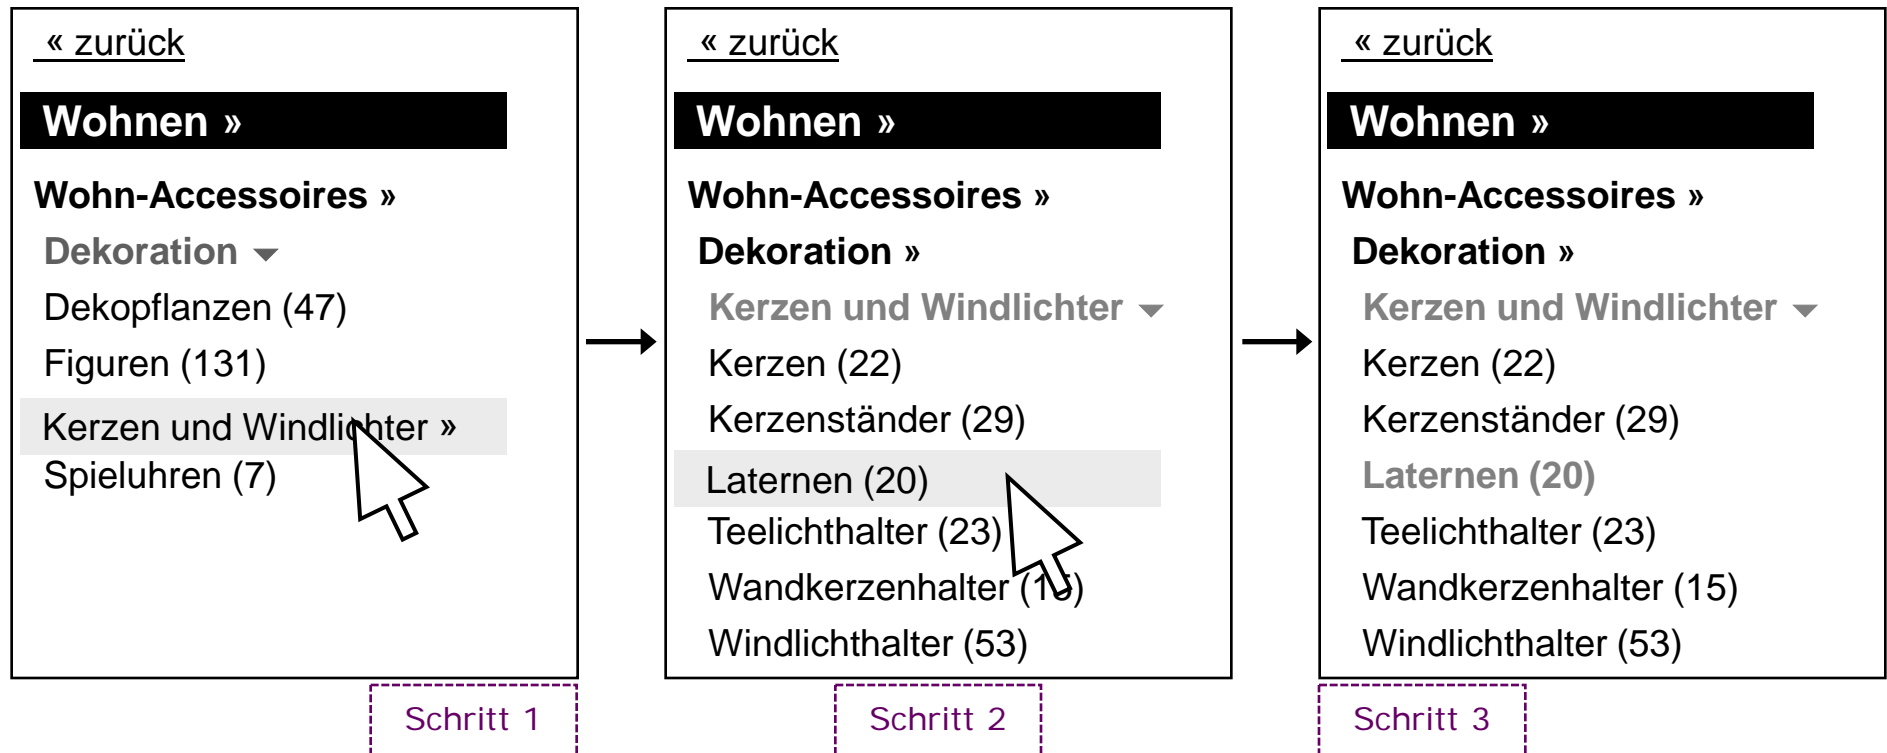 « zurück
Wohnen »
Wohn-Accessoires »
Dekoration
Dekopflanzen (47)
Figuren (131)
Kerzen und Windlichter »
Spieluhren (7)
Schritt 1
« zurück
Wohnen »
Wohn-Accessoires »
Dekoration »
Kerzen und Windlichter
Kerzen (22)
Kerzenständer (29)
Laternen (20)
Teelichthalter (23)
Wandkerzenhalter (15)
Windlichthalter (53)
Schritt 2
« zurück
Wohnen »
Wohn-Accessoires »
Dekoration »
Kerzen und Windlichter
Kerzen (22)
Kerzenständer (29)
Laternen (20)
Teelichthalter (23)
Wandkerzenhalter (15)
Windlichthalter (53)
Schritt 3